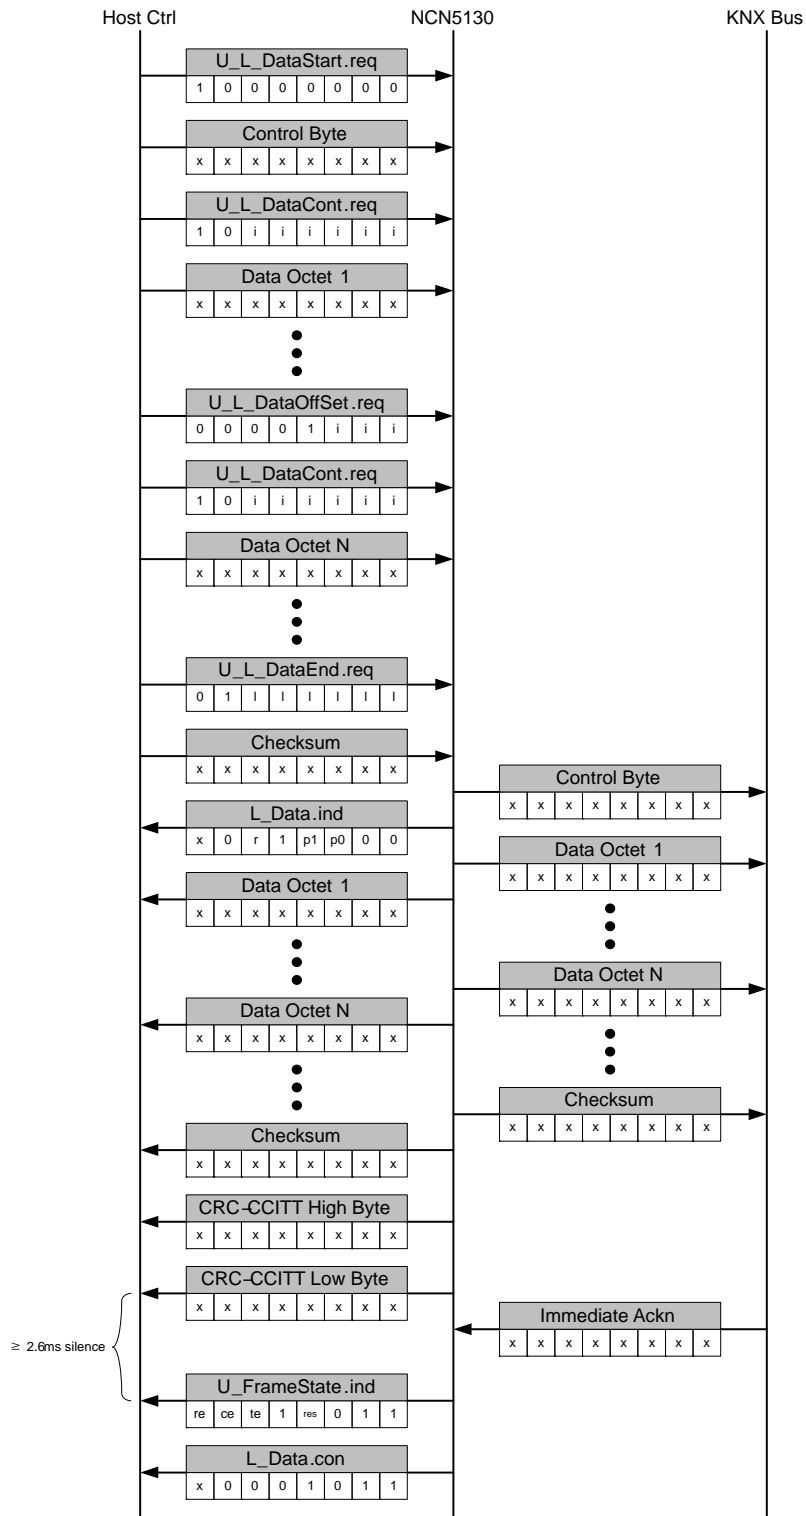 Host Ctrl NCN5130 KNX Bus
U_L_DataStart.req
1 0 0 0 0 0 0 0
Control Byte
x x x x x x x x
U_L_DataCont.req
1 0 i i i i i i
Data Octet 1
x x x x x x x x
U_L_DataOffSet.req
0 0 0 0 1 i i i
U_L_DataCont.req
1 0 i i i i i i
Data Octet N
x x x x x x x x
U_L_DataEnd.req
0 1 l l l l l l
Checksum
x x x x x x x x
Control Byte
x x x x x x x x
L_Data.ind
x 0 r 1 p1 p0 0 0
Data Octet 1
x x x x x x x x
Data Octet 1
x x x x x x x x
Data Octet N
x x x x x x x x
Data Octet N
x x x x x x x x
Checksum
x x x x x x x x
Checksum
x x x x x x x x
CRC-CCITT High Byte
x x x x x x x x
CRC-CCITT Low Byte
x x x x x x x x
Immediate Ackn
x x x x x x x x
≥ 2.6ms silence
U_FrameState.ind
re ce te 1 res 0 1 1
L_Data.con
x 0 0 0 1 0 1 1